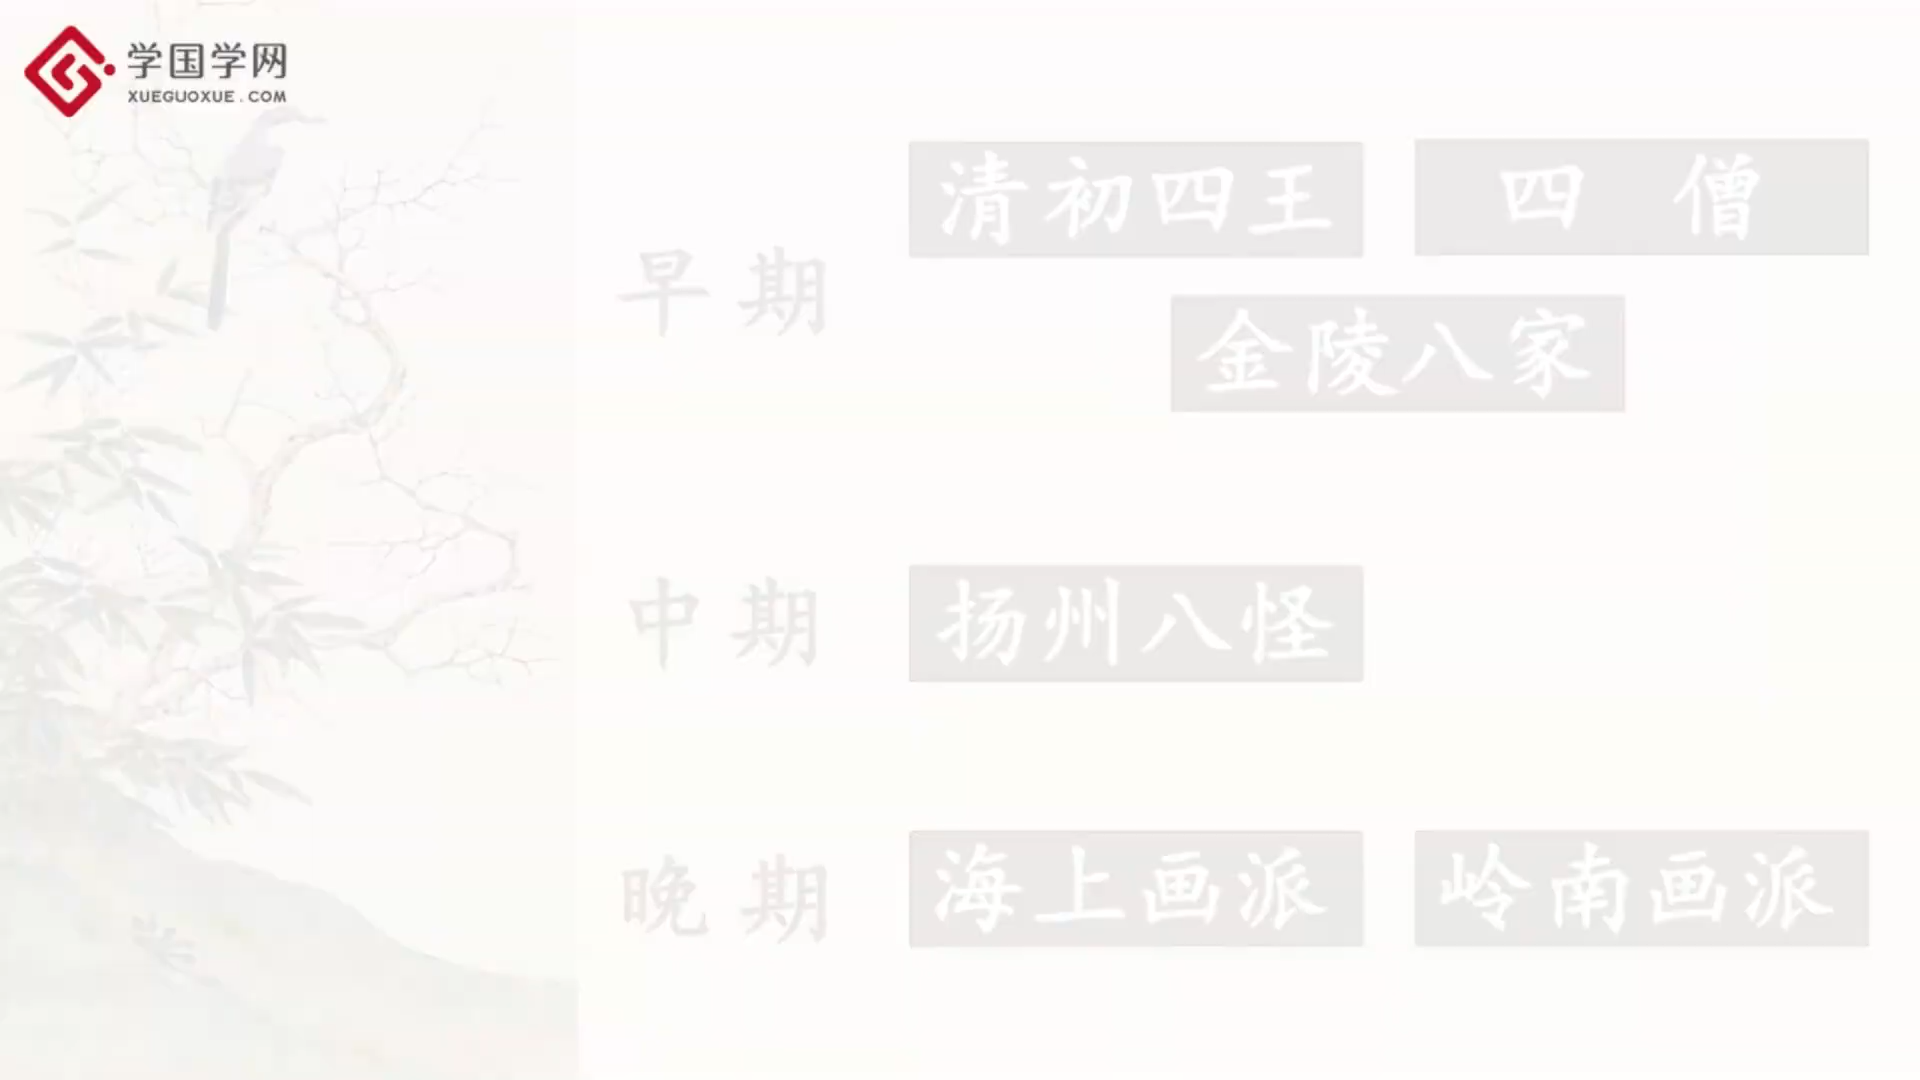 学国学网
XUEGUOXUE.COM
早期
清初四王
四僧
金陵八家
中期
扬州八怪
晚期
海上画派
岭南画派